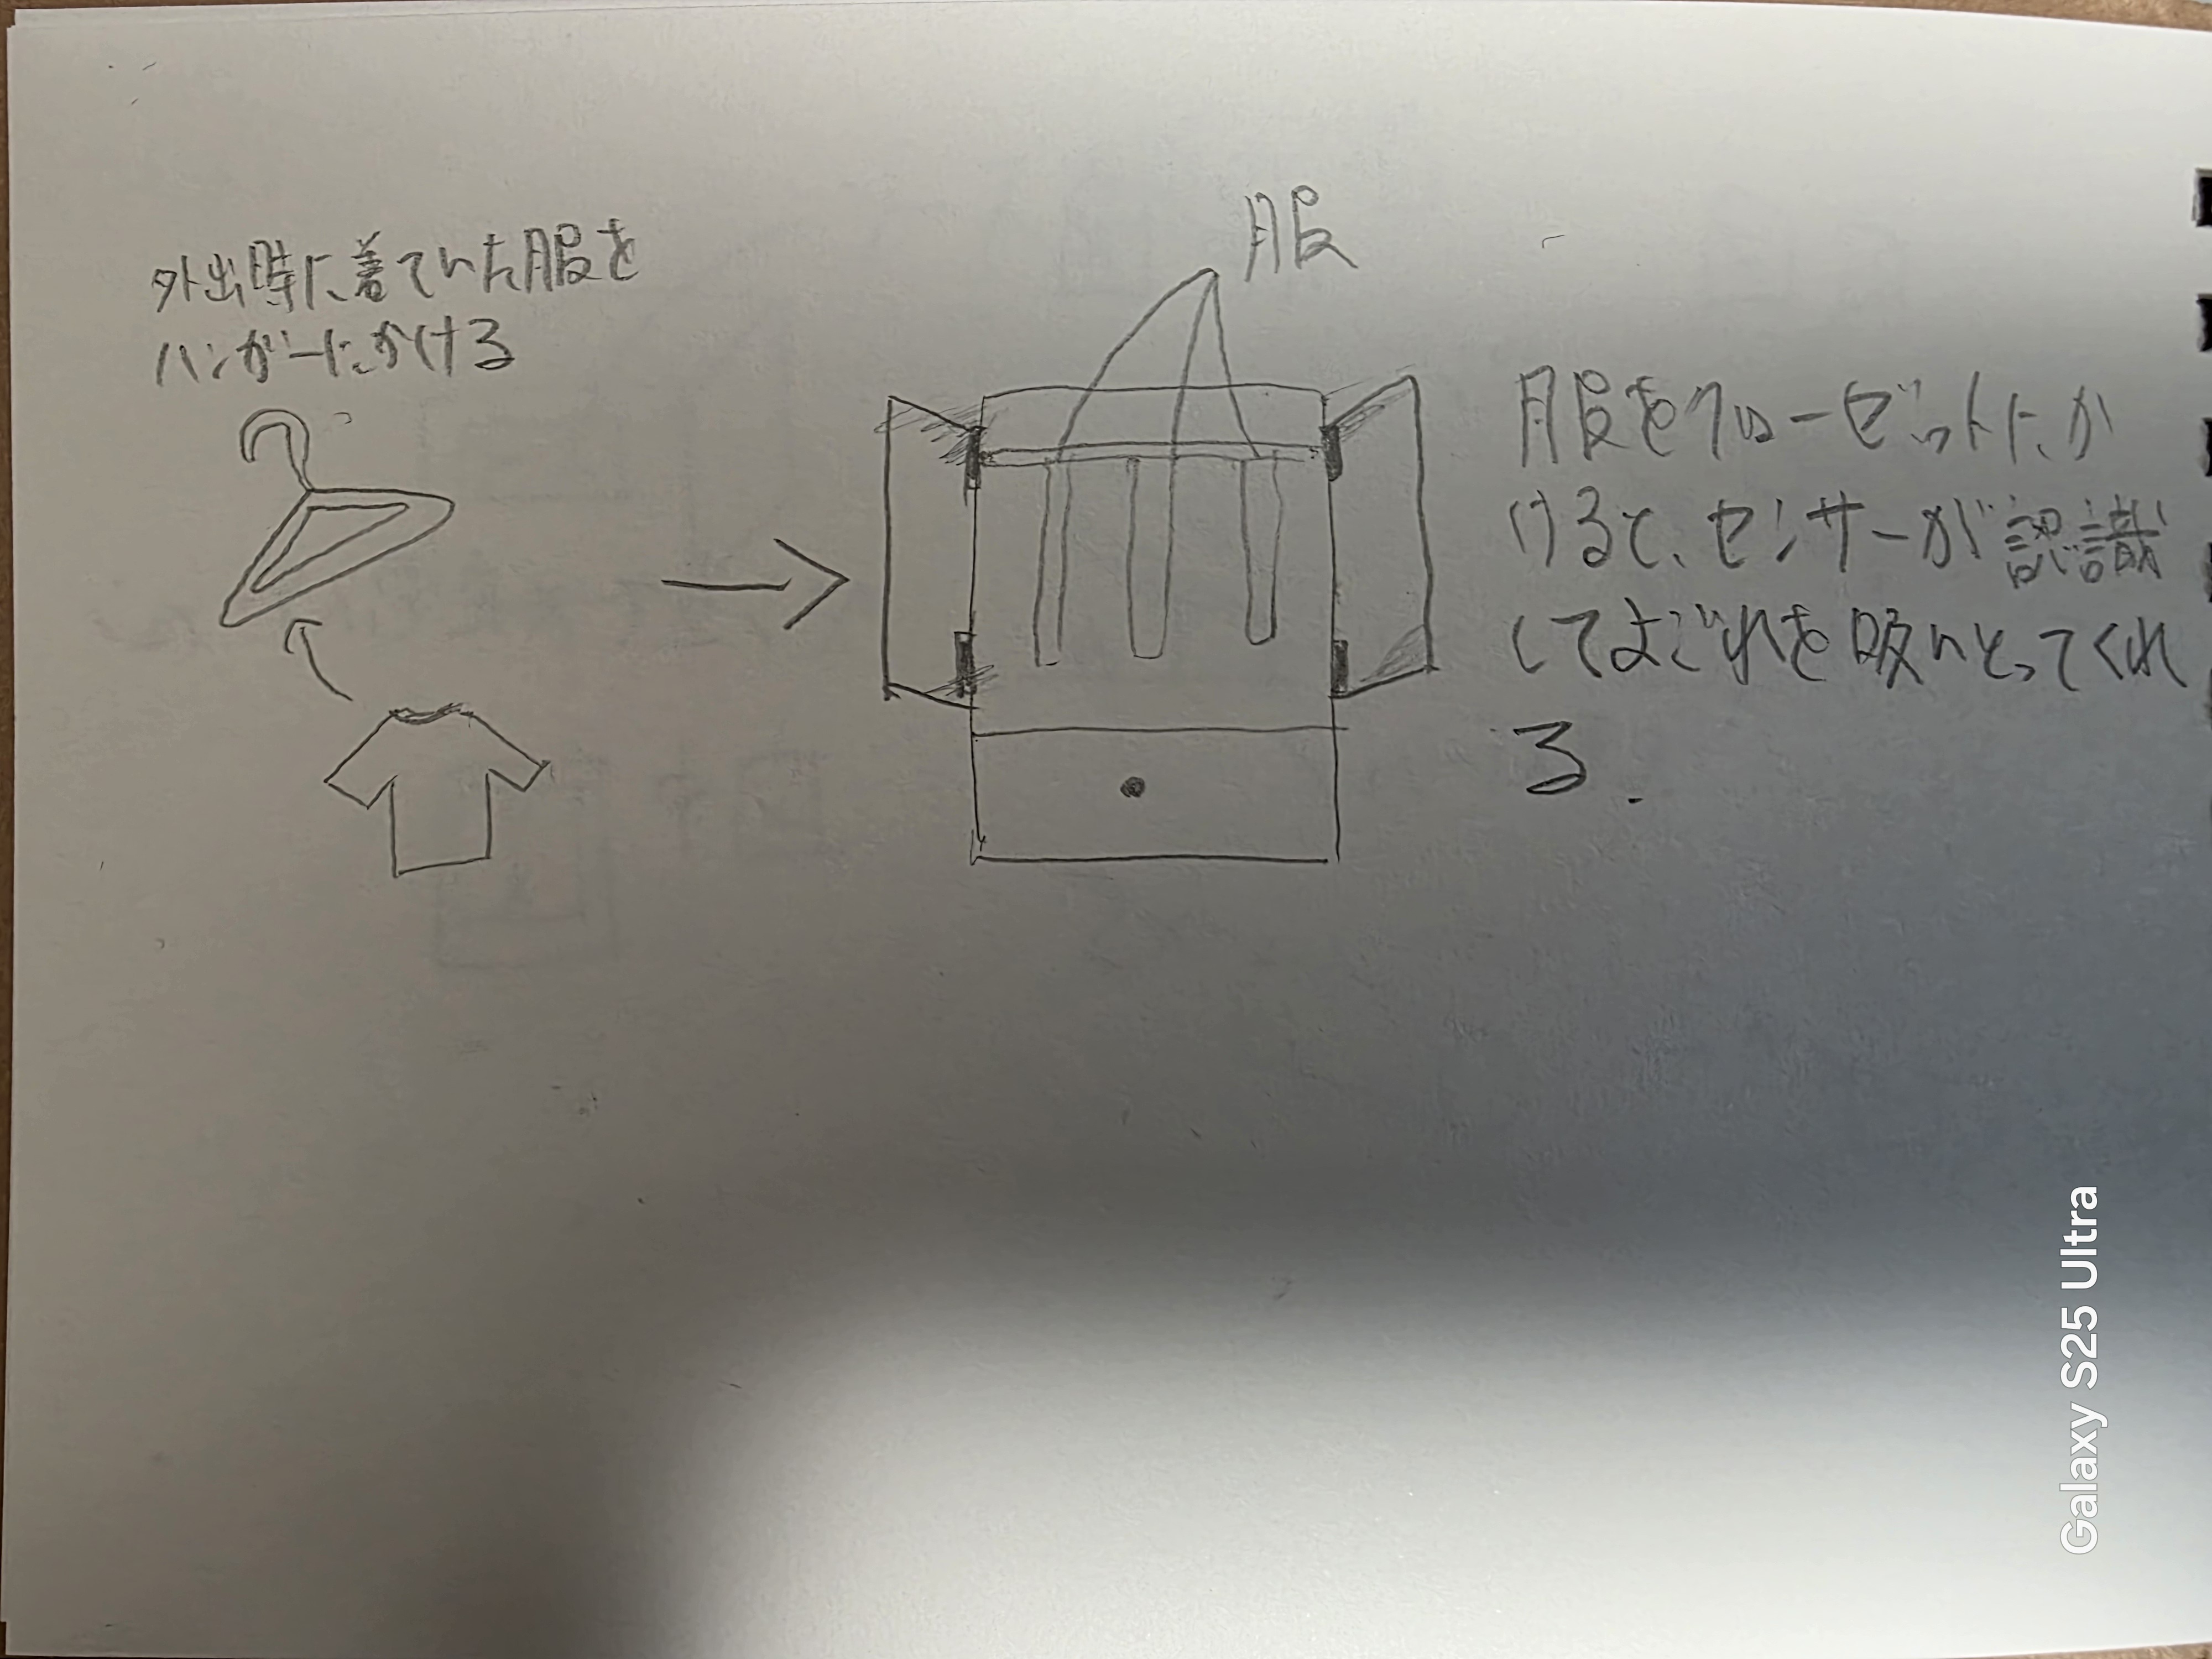 外出時に着ていた服を
ハンガーにかける
服
服をクローゼットにか
けると、センサーが認識
してよごれを吸いとってくれ
る.
Galaxy S25 Ultra